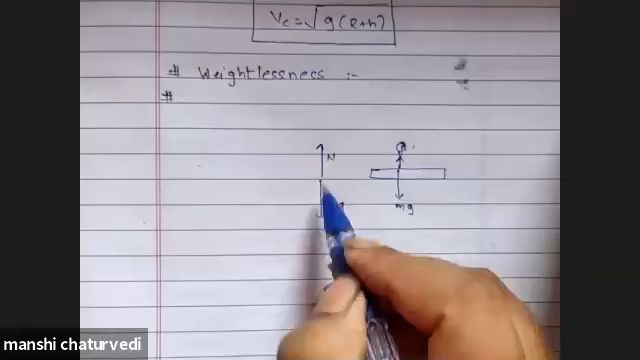 Vc = √g(R+h)
# Weightlessness :-
#
N
mg
manshi chaturvedi